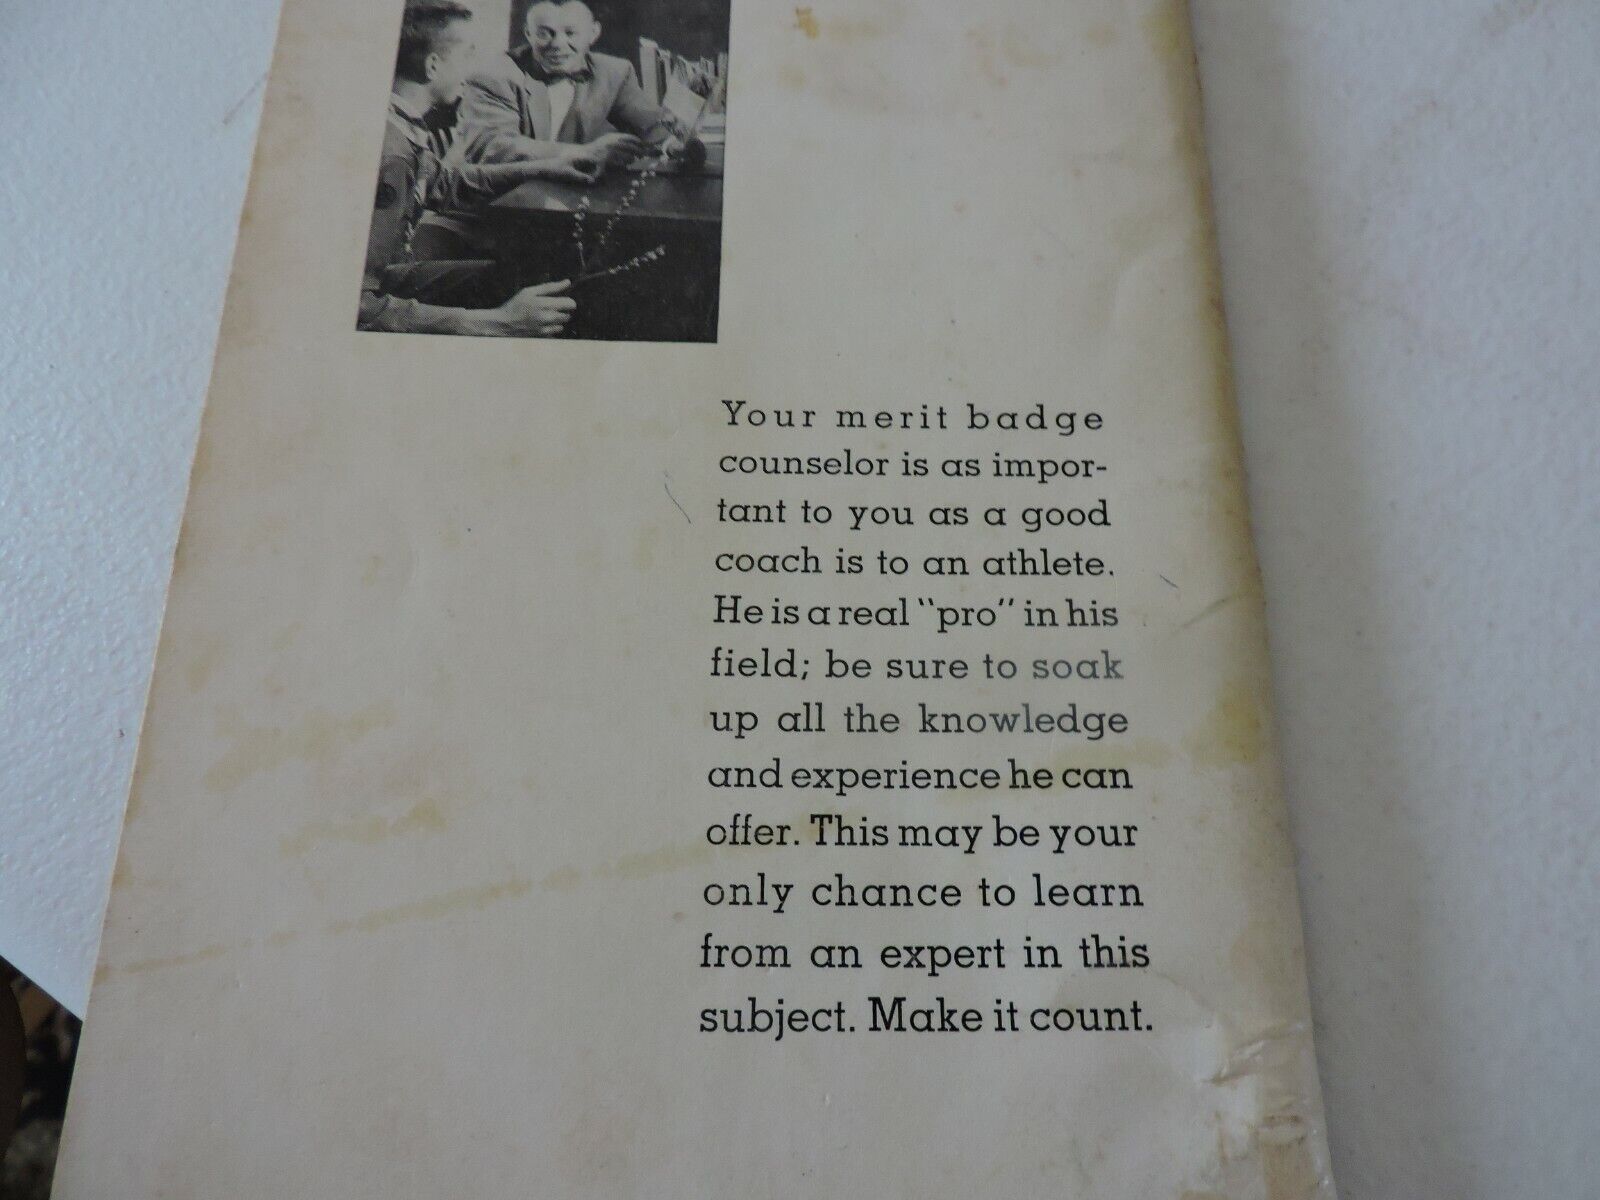 Your merit badge
counselor is as impor-
tant to you as a good
coach is to an athlete.
He is a real "pro" in his
field; be sure to soak
up all the knowledge
and experience he can
offer. This may be your
only chance to learn
from an expert in this
subject. Make it count.